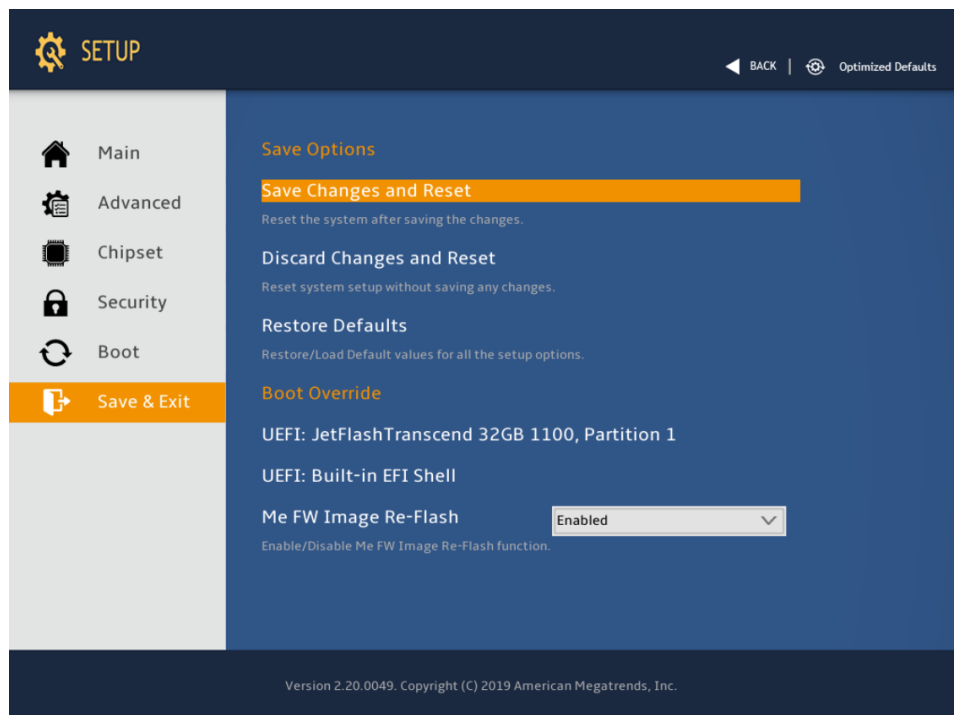 SETUP
BACK | Optimized Defaults
Main
Advanced
Chipset
Security
Boot
Save & Exit
Save Options
Save Changes and Reset
Reset the system after saving the changes.
Discard Changes and Reset
Reset system setup without saving any changes.
Restore Defaults
Restore/Load Default values for all the setup options.
Boot Override
UEFI: JetFlashTranscend 32GB 1100, Partition 1
UEFI: Built-in EFI Shell
Me FW Image Re-Flash Enabled
Enable/Disable Me FW Image Re-Flash function.
Version 2.20.0049. Copyright (C) 2019 American Megatrends, Inc.